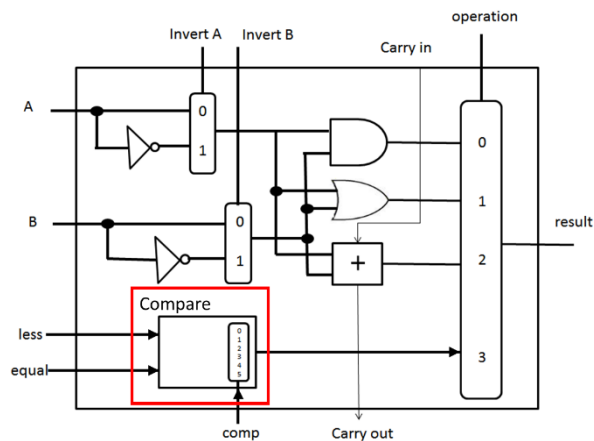 operation
Invert A
Invert B
Carry in
A
0
1
0
B
0
1
1
+
2
result
Compare
less
0
1
2
3
4
5
3
equal
comp
Carry out